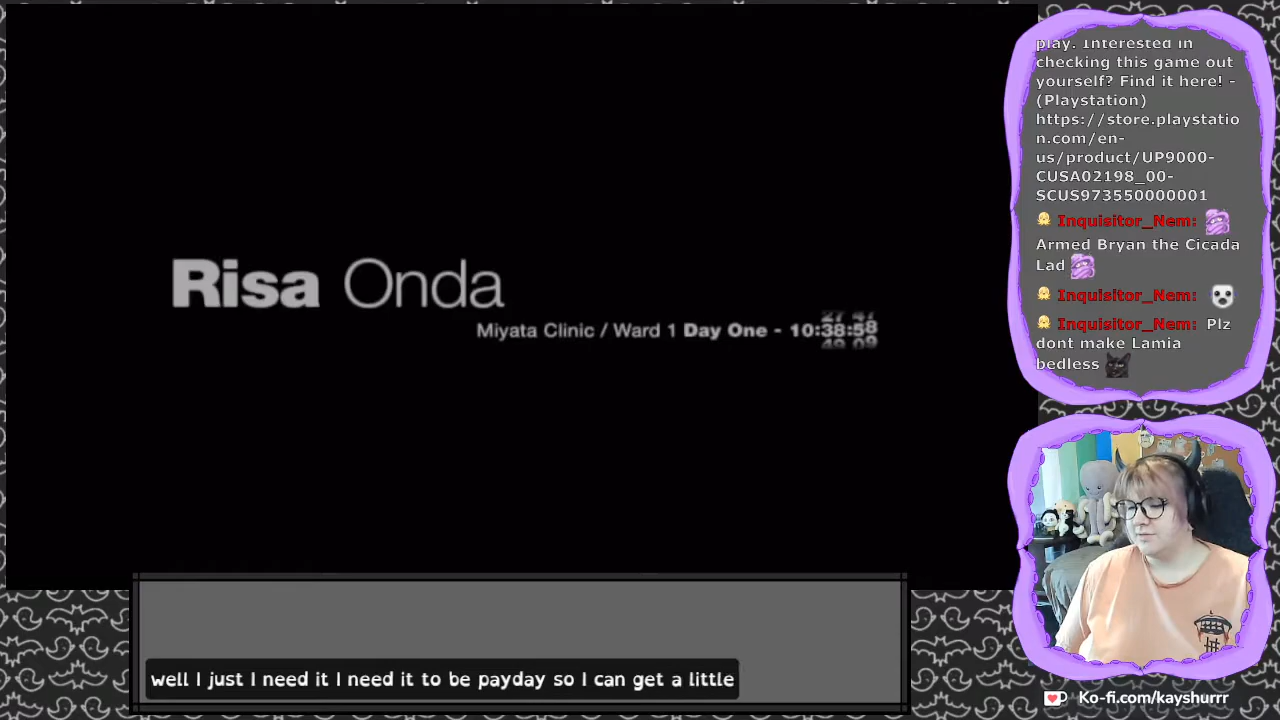 Risa Onda
Miyata Clinic / Ward 1 Day One - 10:38:58
play. Interested in
checking this game out
yourself? Find it here! -
(Playstation)
https://store.playstatio
n.com/en-
us/product/UP9000-
CUSA02198_00-
SCUS973550000001
Inquisitor_Nem:
Armed Bryan the Cicada
Lad
Inquisitor_Nem:
Inquisitor_Nem: Plz
dont make Lamia
bedless
well I just I need it I need it to be payday so I can get a little
Ko-fi.com/kayshurrr